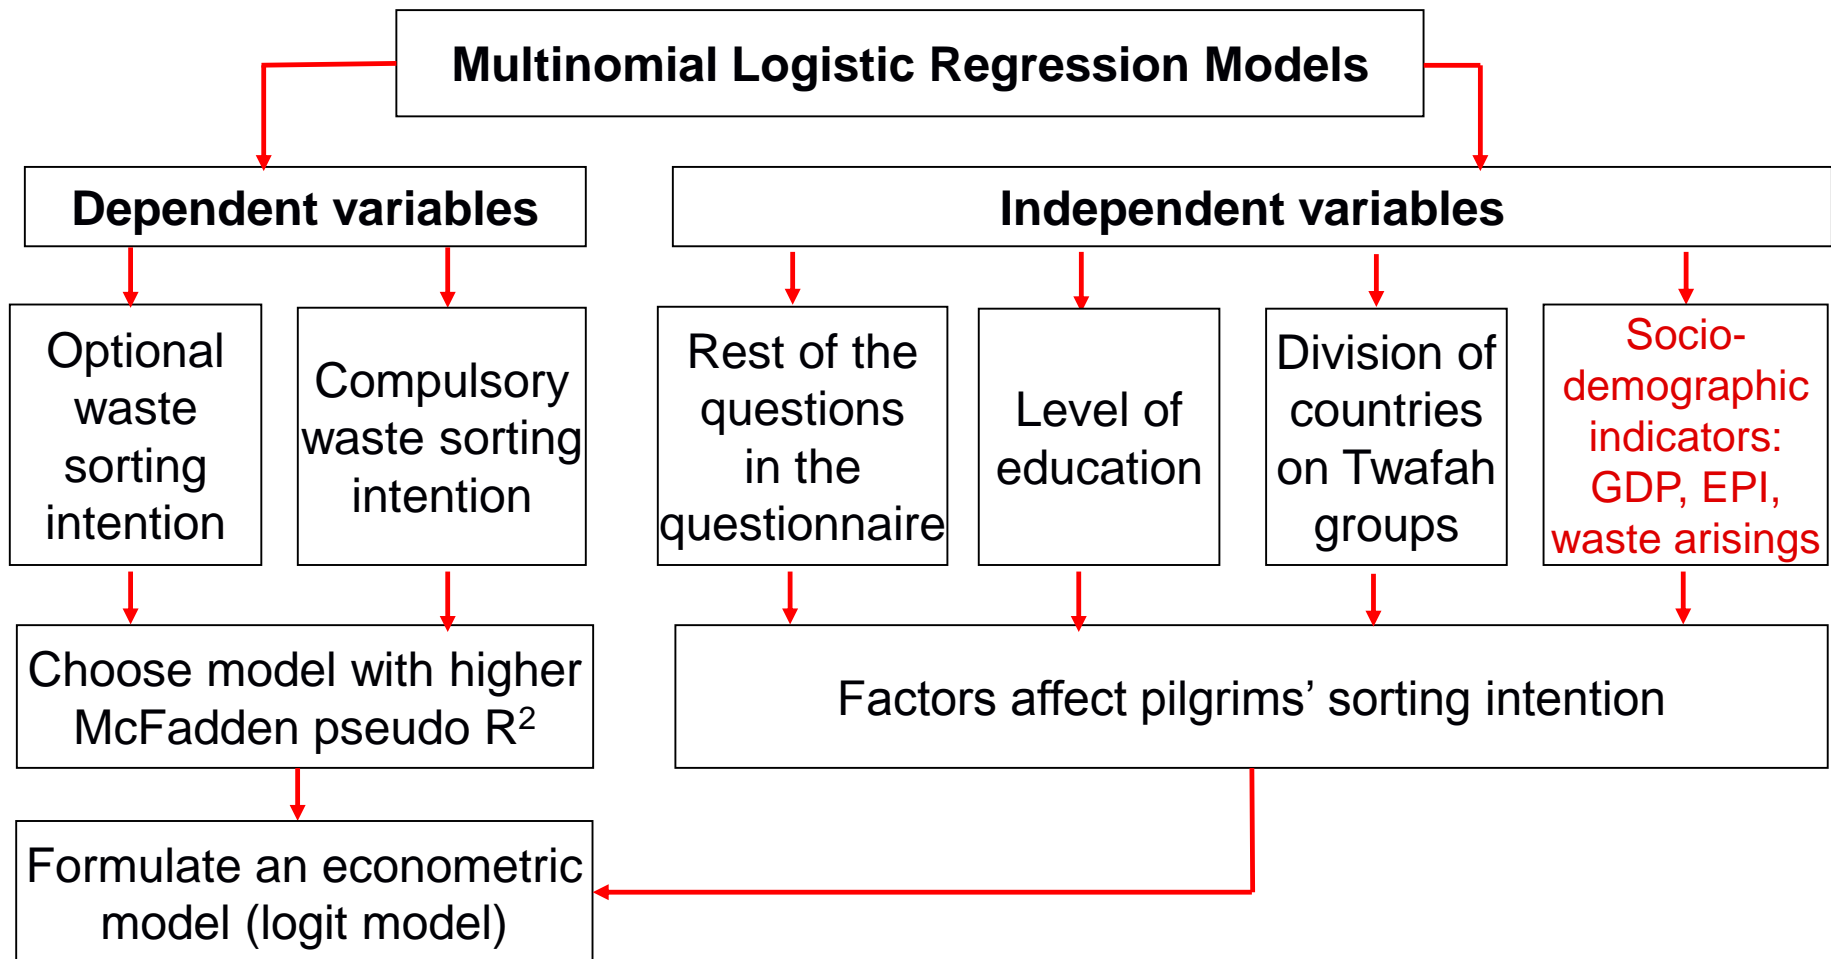 Multinomial Logistic Regression Models
Dependent variables
Independent variables
Optional
waste
sorting
intention
Compulsory
waste sorting
intention
Rest of the
questions
in the
questionnaire
Level of
education
Division of
countries
on Twafah
groups
Socio-
demographic
indicators:
GDP, EPI,
waste arisings
Choose model with higher
McFadden pseudo R²
Factors affect pilgrims’ sorting intention
Formulate an econometric
model (logit model)